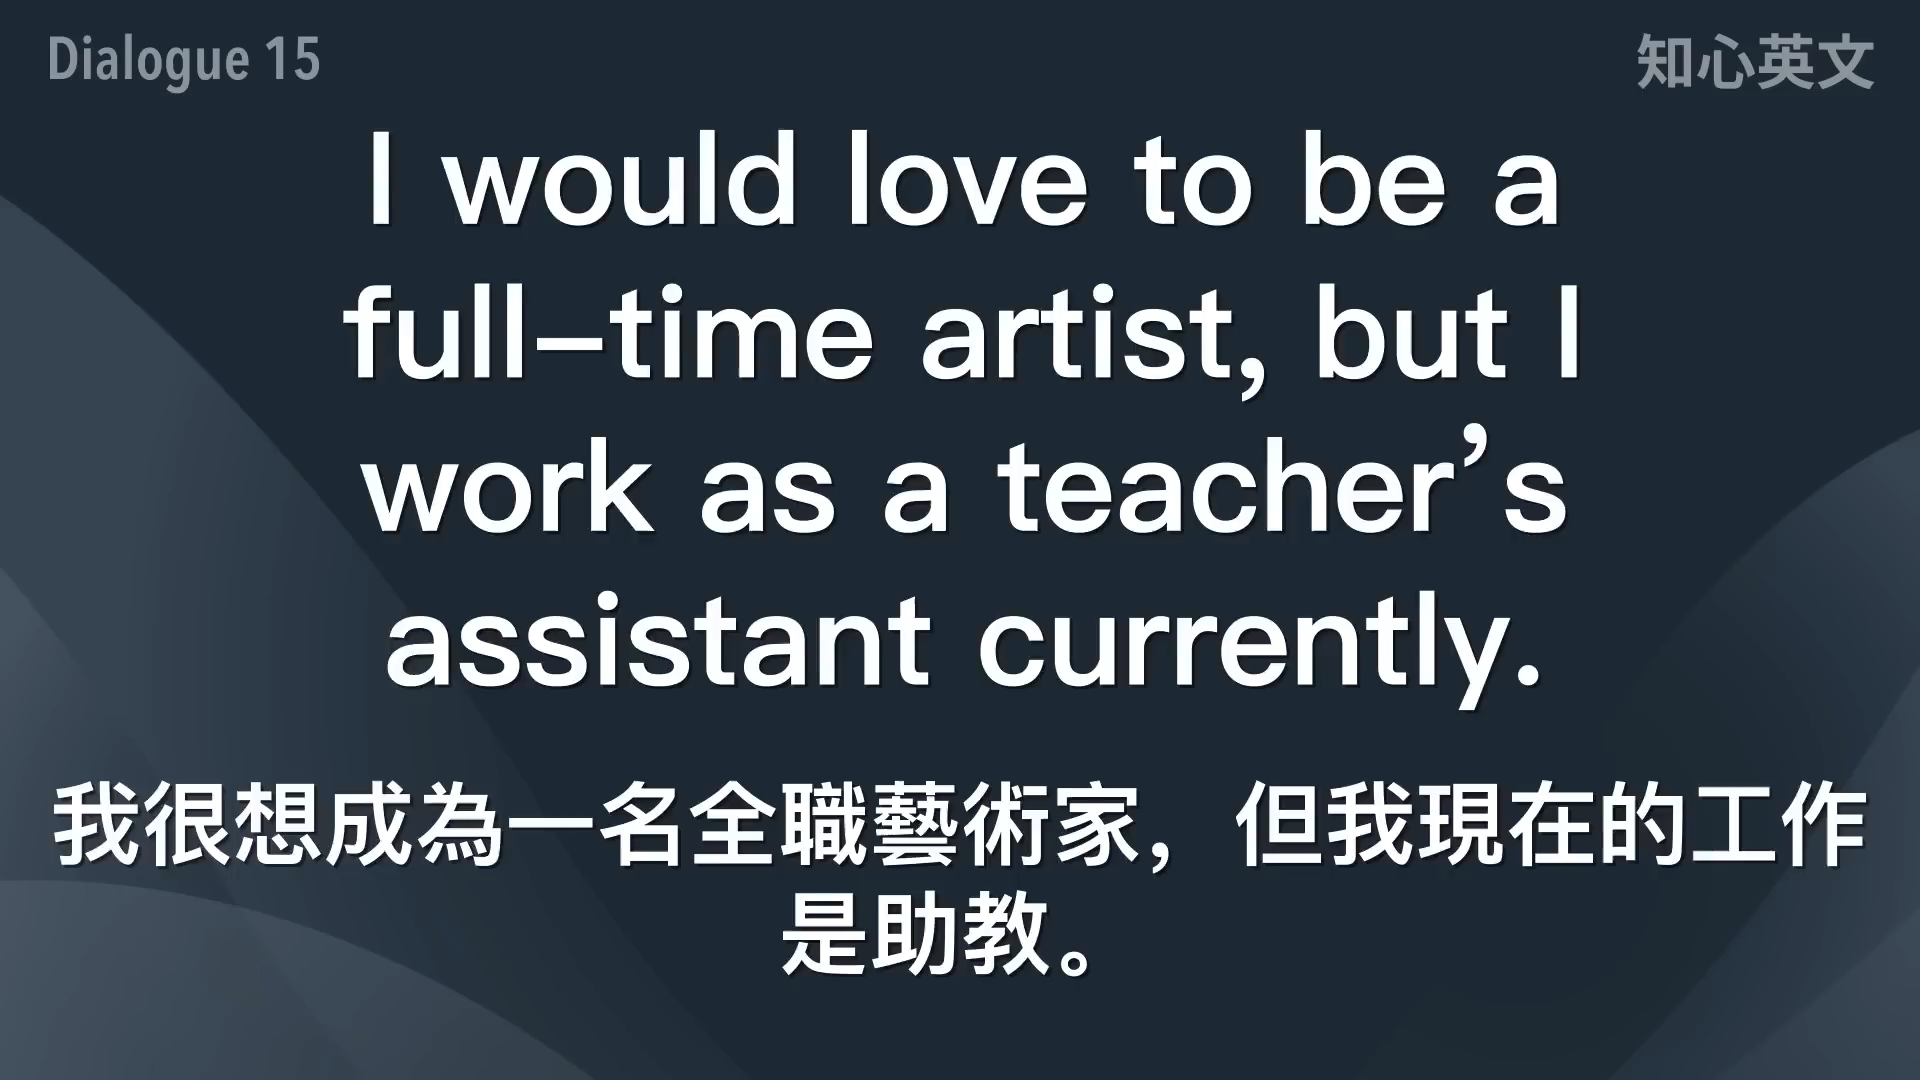 Dialogue 15
知心英文
I would love to be a
full-time artist, but I
work as a teacher’s
assistant currently.
我很想成為一名全職藝術家，但我現在的工作
是助教。